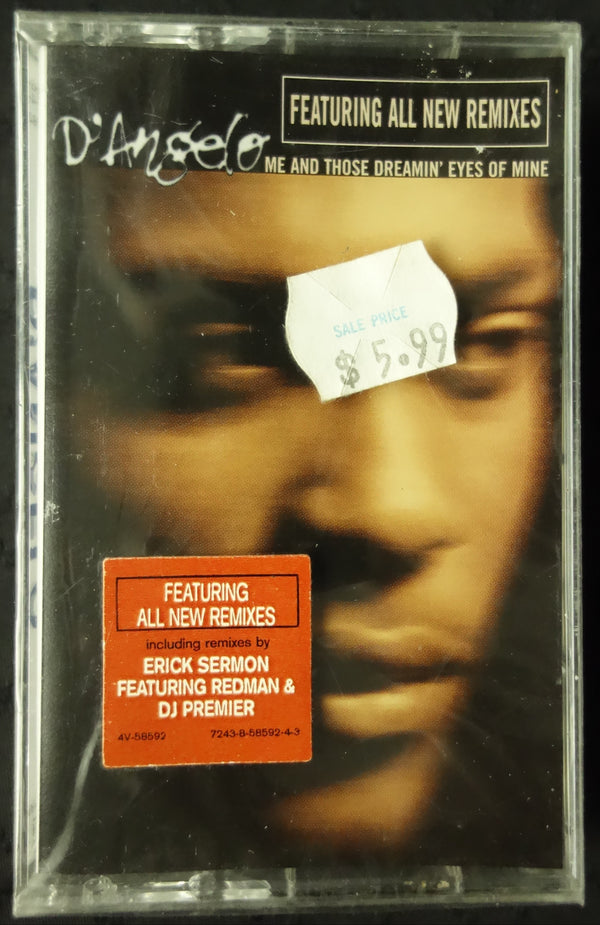 FEATURING ALL NEW REMIXES
D'Angelo
ME AND THOSE DREAMIN' EYES OF MINE
SALE PRICE
$ 5.99
FEATURING
ALL NEW REMIXES
including remixes by
ERICK SERMON
FEATURING REDMAN &
DJ PREMIER
4V-58592 7243-8-58592-4-3